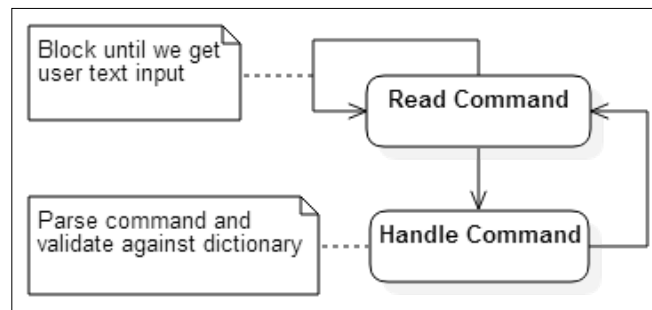 Block until we get
user text input
Read Command
Parse command and
validate against dictionary
Handle Command